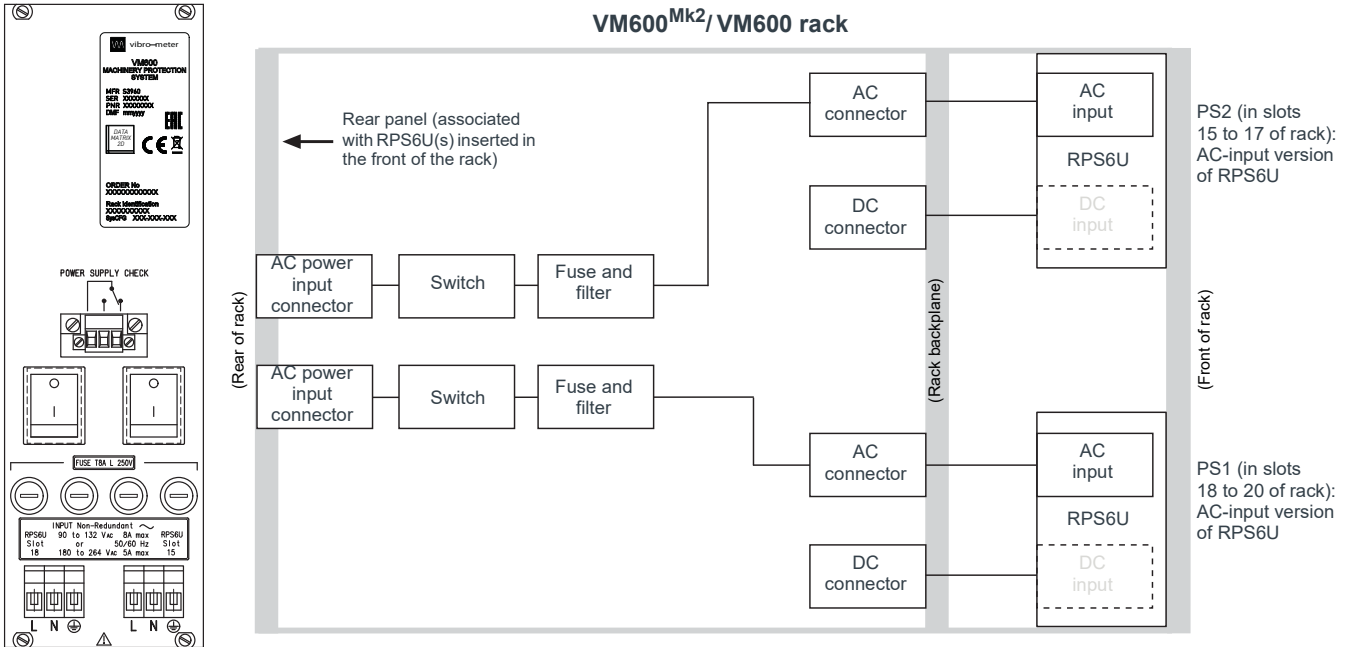 vibro-meter
VM600
MACHINERY PROTECTION
SYSTEM
MFR S3960
SER XXXXXXX
PNR XXXXXXXX
DMF mmyyyy
EAC
DATA
MATRIX
2D
CE
ORDER No
XXXXXXXXXXXX
Rack Identification
XXXXXXXXXX
SysCFG XXX-XXX-XXX
POWER SUPPLY CHECK
FUSE T8A L 250V
INPUT Non-Redundant ~
RPS6U 90 to 132 VAC 8A max RPS6U
Slot or 50/60 Hz Slot
18 180 to 264 VAC 5A max 15
L N L N
VM600Mk2/ VM600 rack
Rear panel (associated
with RPS6U(s) inserted in
the front of the rack)
(Rear of rack)
AC power
input
connector
Switch
Fuse and
filter
AC power
input
connector
Switch
Fuse and
filter
AC
connector
DC
connector
AC
connector
DC
connector
(Rack backplane)
AC
input
RPS6U
DC
input
AC
input
RPS6U
DC
input
(Front of rack)
PS2 (in slots
15 to 17 of rack):
AC-input version
of RPS6U
PS1 (in slots
18 to 20 of rack):
AC-input version
of RPS6U